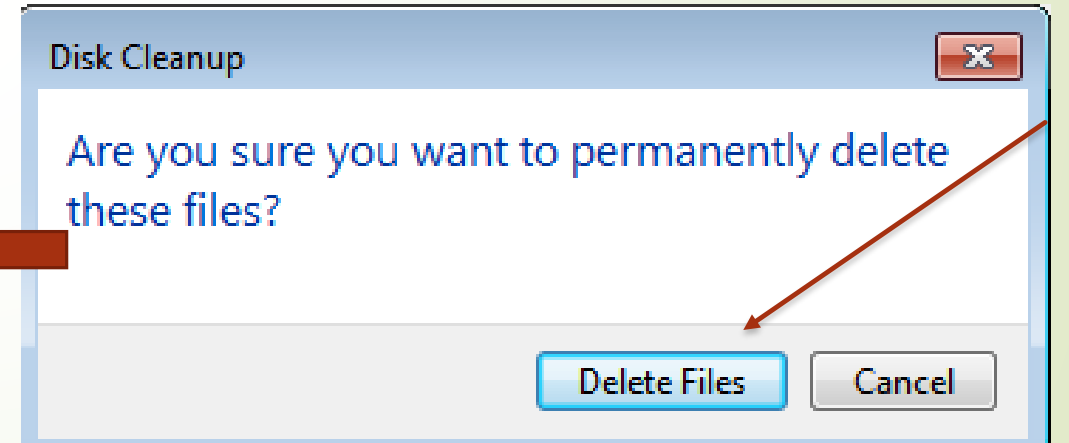 Disk Cleanup
Are you sure you want to permanently delete
these files?
Delete Files
Cancel